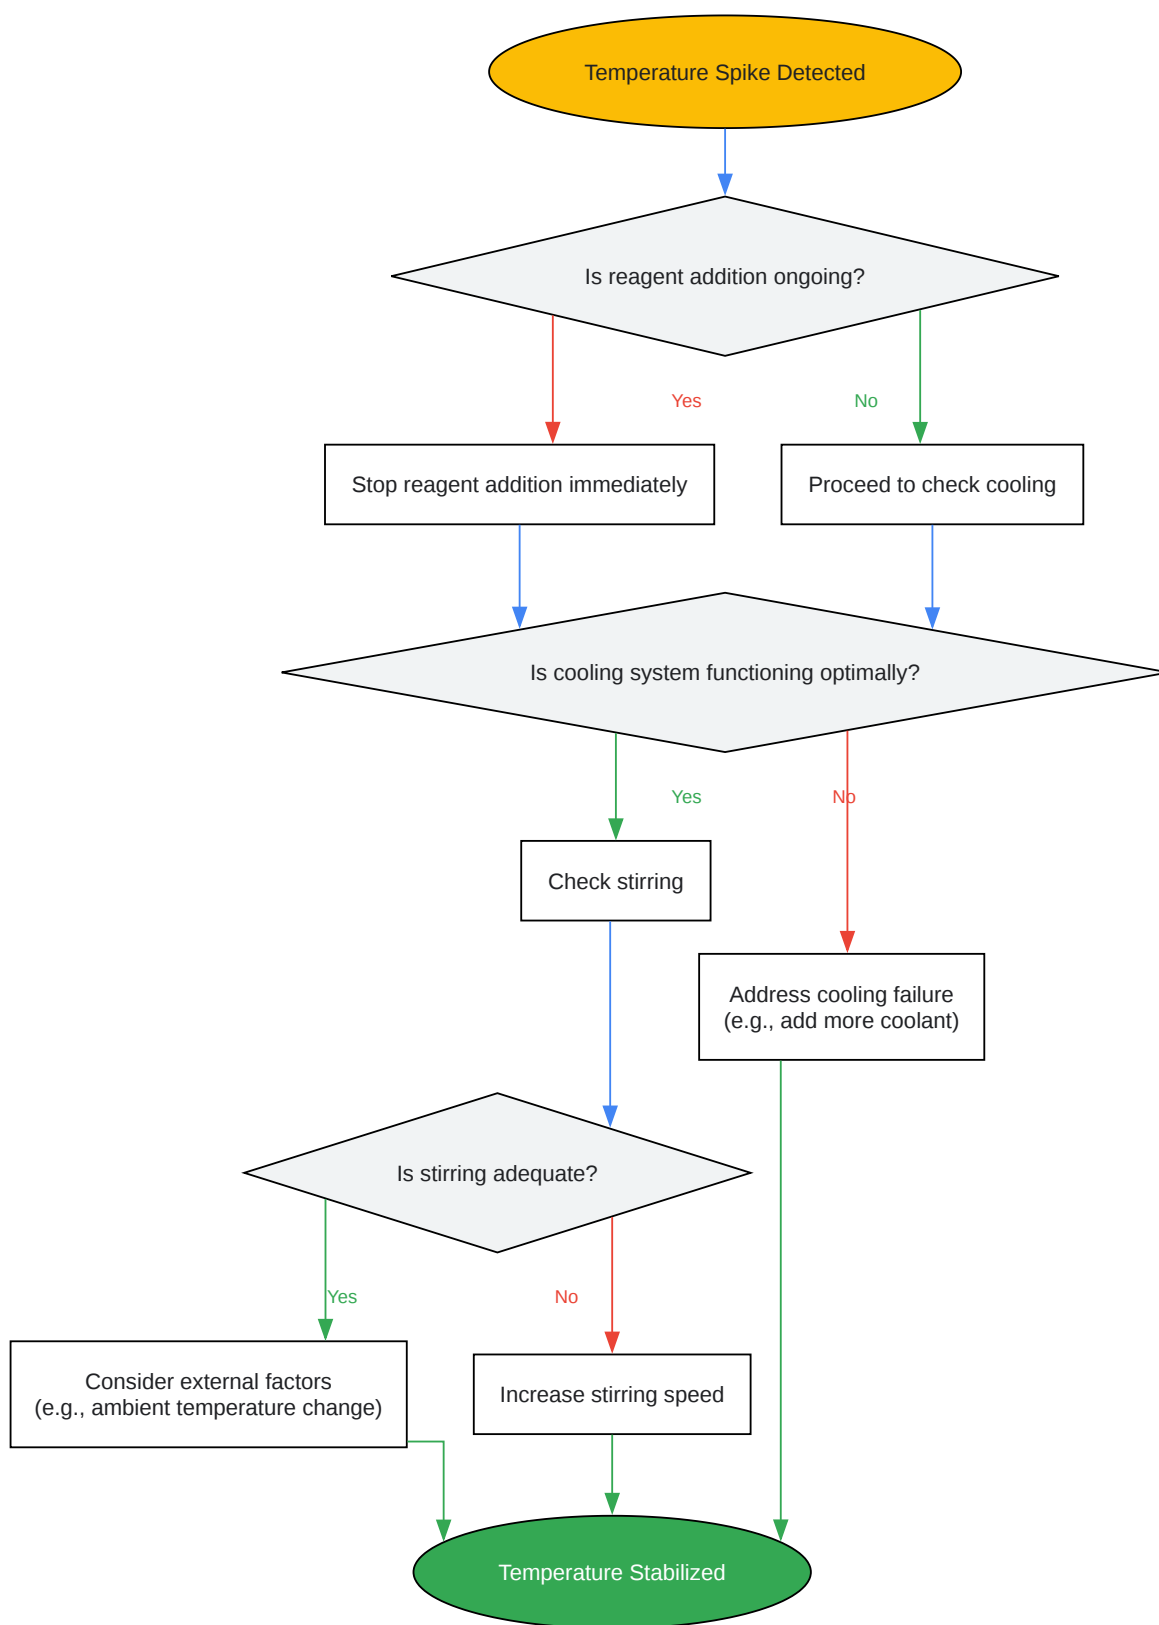 Temperature Spike Detected
Is reagent addition ongoing?
Yes
No
Stop reagent addition immediately
Proceed to check cooling
Is cooling system functioning optimally?
Yes
No
Check stirring
Address cooling failure
(e.g., add more coolant)
Is stirring adequate?
Yes
No
Consider external factors
(e.g., ambient temperature change)
Increase stirring speed
Temperature Stabilized